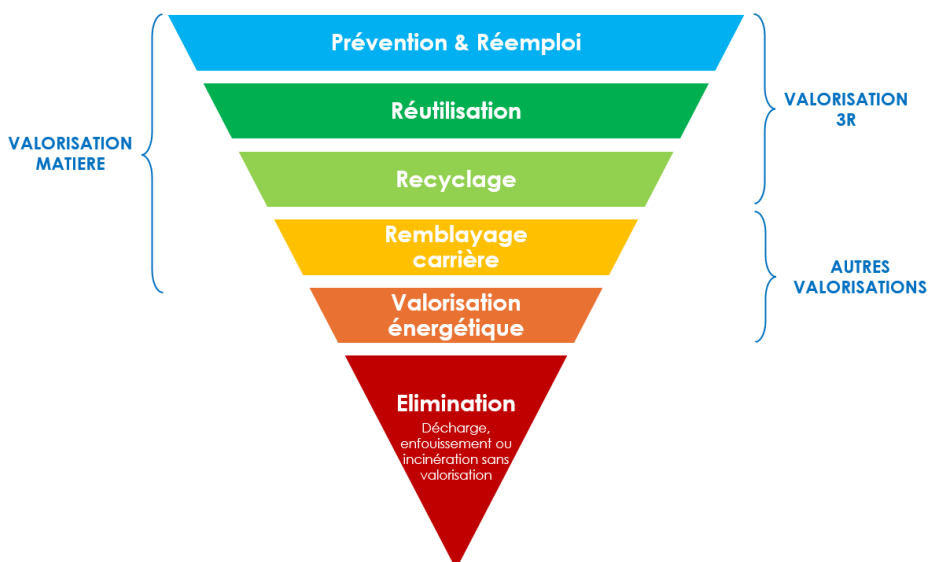 Prévention & Réemploi
Réutilisation
Recyclage
Remblayage
carrière
Valorisation
énergétique
Elimination
Décharge,
enfouissement ou
incinération sans
valorisation
VALORISATION
MATIERE
VALORISATION
3R
AUTRES
VALORISATIONS